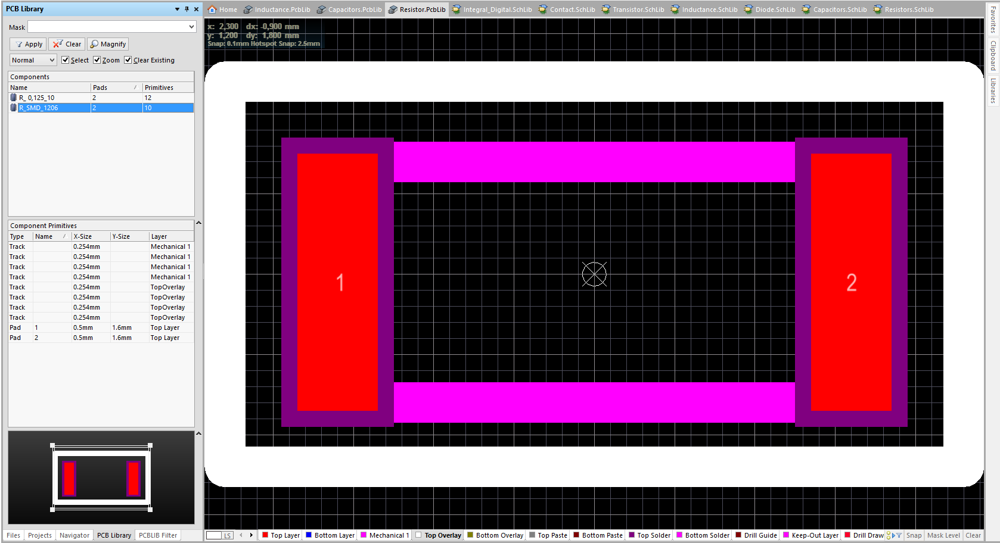 PCB Library
Mask
Apply Clear Magnify
Normal Select Zoom Clear Existing
Components
Name Pads Primitives
R_ 0,125_10 2 12
R_SMD_1206 2 10
Component Primitives
Type Name X-Size Y-Size Layer
Track 0.254mm Mechanical 1
Track 0.254mm Mechanical 1
Track 0.254mm Mechanical 1
Track 0.254mm Mechanical 1
Track 0.254mm TopOverlay
Track 0.254mm TopOverlay
Track 0.254mm TopOverlay
Track 0.254mm TopOverlay
Pad 1 0.5mm 1.6mm Top Layer
Pad 2 0.5mm 1.6mm Top Layer
Files Projects Navigator PCB Library PCBLIB Filter
Home Inductance.PcbLib Capacitors.PcbLib Resistor.PcbLib Integral_Digital.SchLib Contact.SchLib Transistor.SchLib Inductance.SchLib Diode.SchLib Capacitors.SchLib Resistors.SchLib
x: 2,300 dx: -0,900 mm
y: 1,200 dy: 1,800 mm
Snap: 0.1mm Hotspot Snap: 2.5mm
1
2
LS Top Layer Bottom Layer Mechanical 1 Top Overlay Bottom Overlay Top Paste Bottom Paste Top Solder Bottom Solder Drill Guide Keep-Out Layer Drill Draw Snap Mask Level Clear
Favorites
Clipboard
Libraries